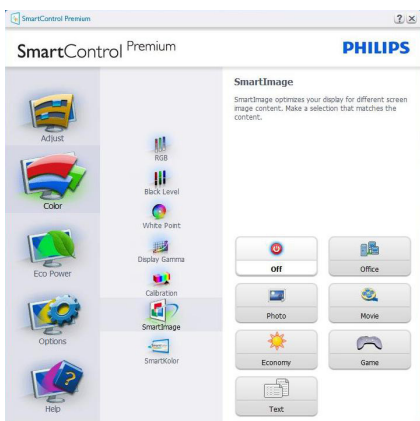 SmartControl Premium
SmartControl Premium
PHILIPS
Adjust
Color
Eco Power
Options
Help
RGB
Black Level
White Point
Display Gamma
Calibration
SmartImage
SmartKolor
SmartImage
SmartImage optimizes your display for different screen
image content. Make a selection that matches the
content.
Off
Office
Photo
Movie
Economy
Game
Text